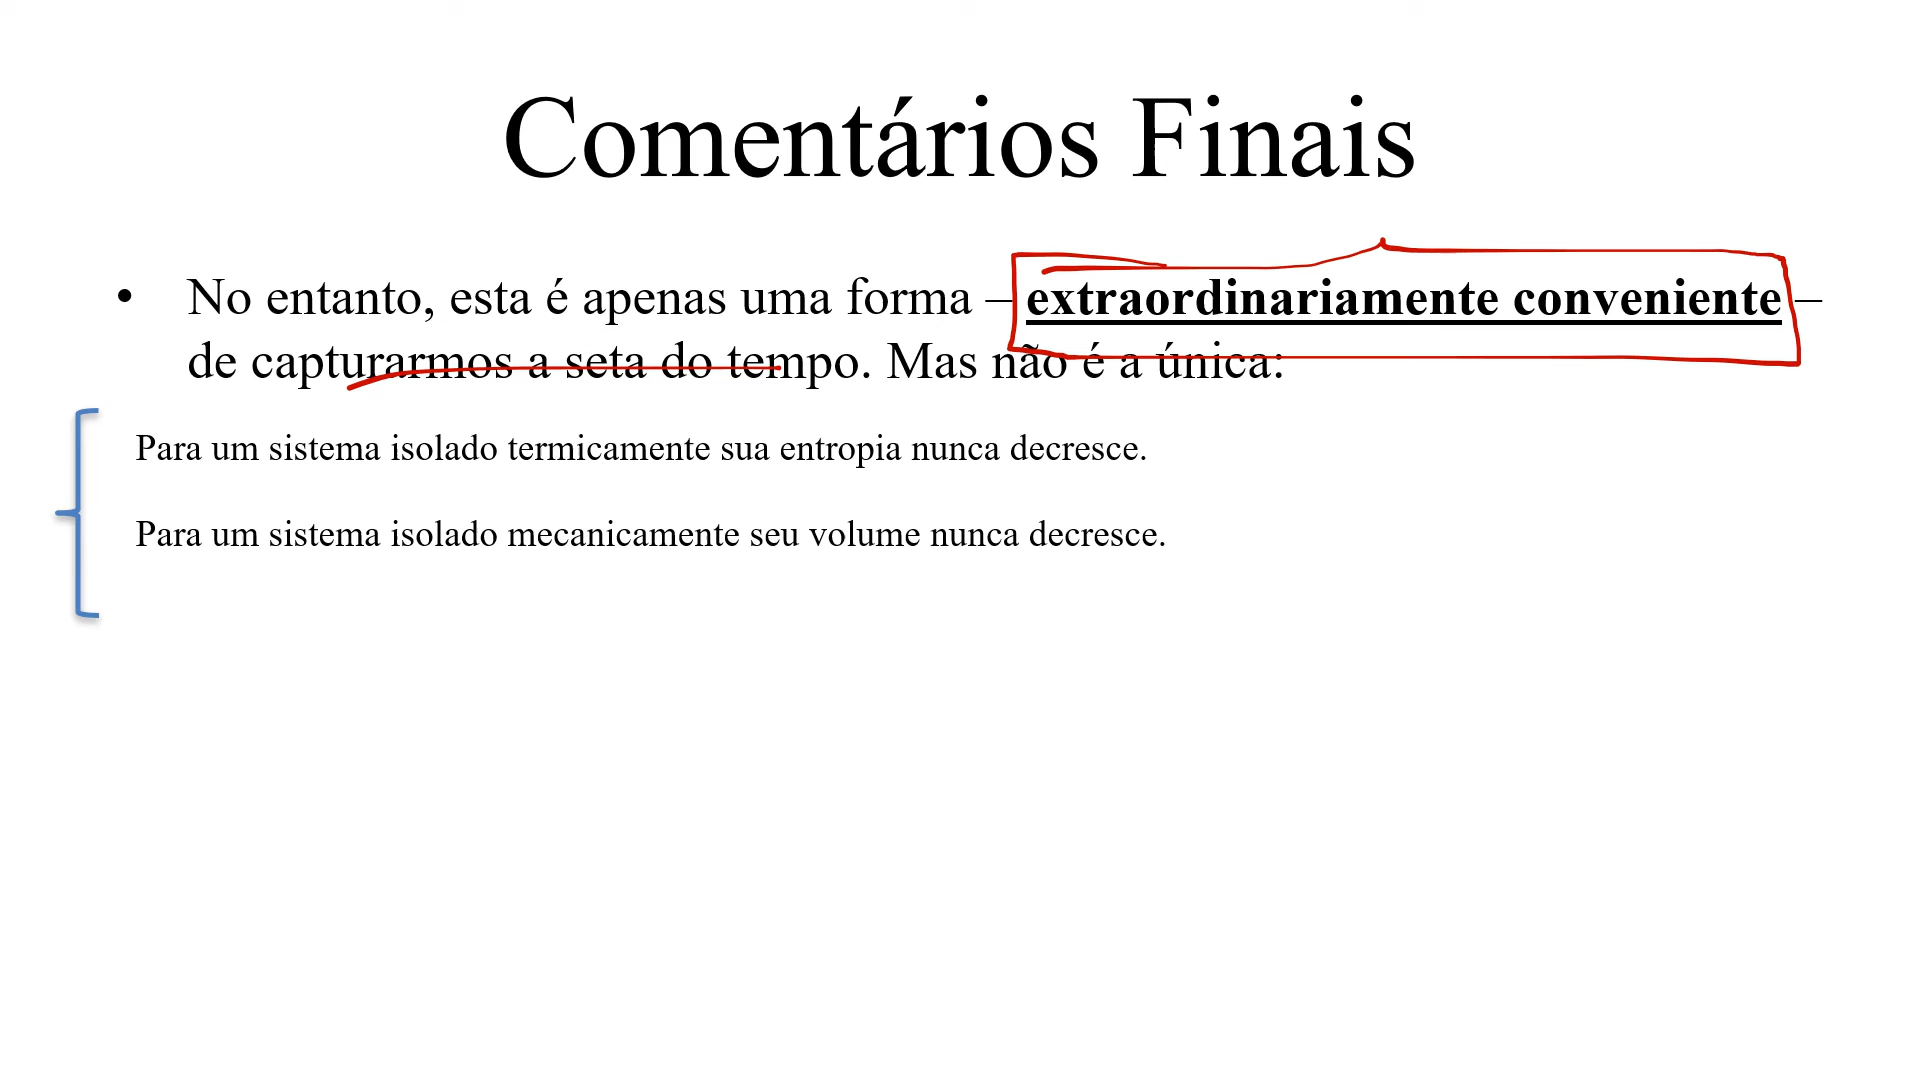 Comentários Finais
• No entanto, esta é apenas uma forma – extraordinariamente conveniente –
de capturarmos a seta do tempo. Mas não é a única:
Para um sistema isolado termicamente sua entropia nunca decresce.
Para um sistema isolado mecanicamente seu volume nunca decresce.